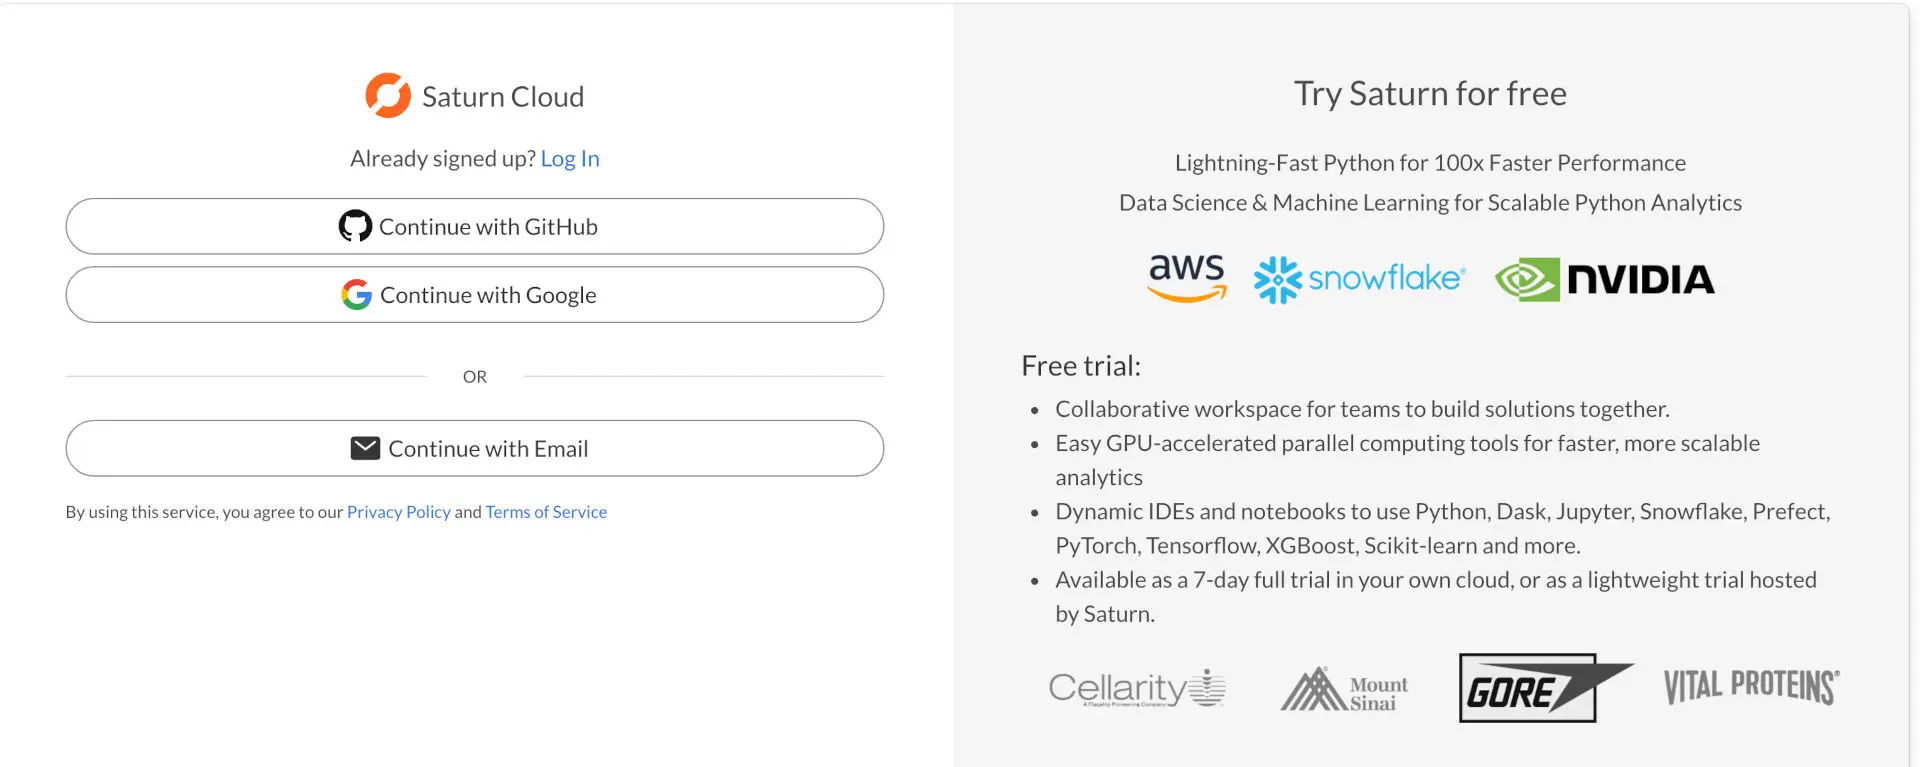 Saturn Cloud
Already signed up? Log In
Continue with GitHub
Continue with Google
OR
Continue with Email
By using this service, you agree to our Privacy Policy and Terms of Service
Try Saturn for free
Lightning-Fast Python for 100x Faster Performance
Data Science & Machine Learning for Scalable Python Analytics
aws snowflake® NVIDIA
Free trial:
• Collaborative workspace for teams to build solutions together.
• Easy GPU-accelerated parallel computing tools for faster, more scalable
analytics
• Dynamic IDEs and notebooks to use Python, Dask, Jupyter, Snowflake, Prefect,
PyTorch, Tensorflow, XGBoost, Scikit-learn and more.
• Available as a 7-day full trial in your own cloud, or as a lightweight trial hosted
by Saturn.
Cellarity
A Flagship Pioneering Company
Mount
Sinai
GORE
VITAL PROTEINS®